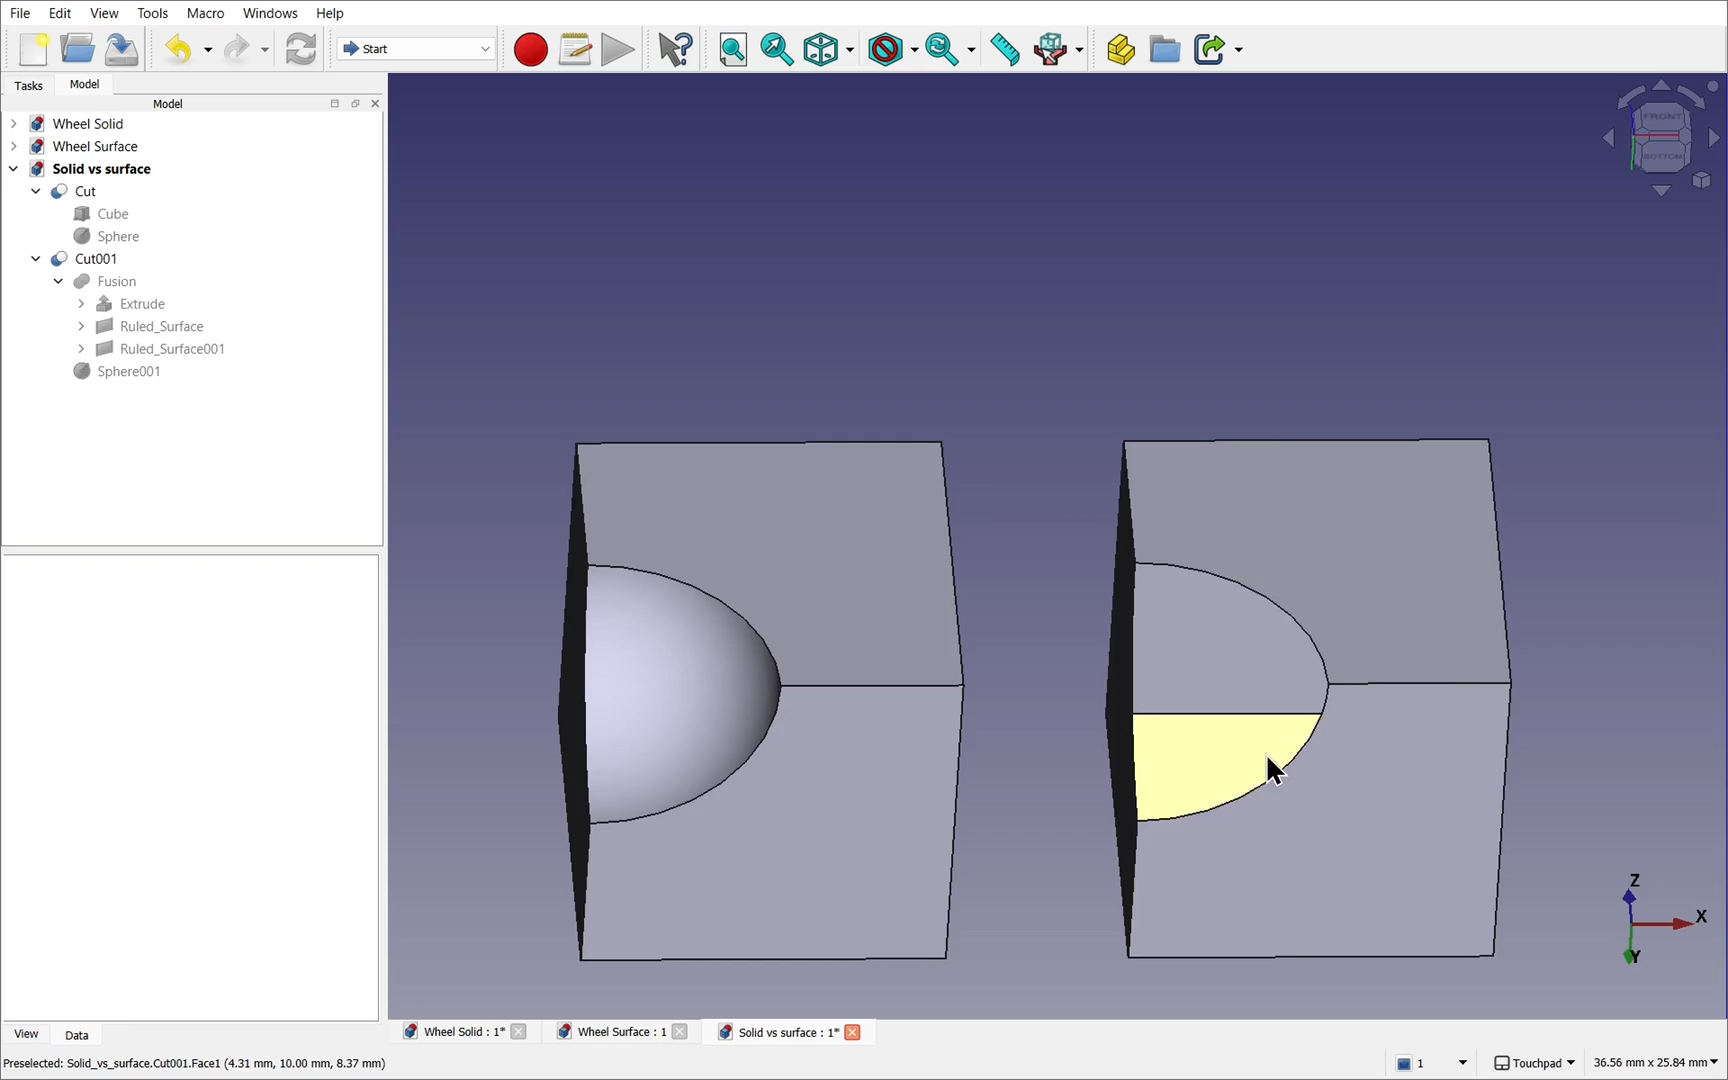 File Edit View Tools Macro Windows Help
Start
Tasks Model
Model
Wheel Solid
Wheel Surface
Solid vs surface
Cut
Cube
Sphere
Cut001
Fusion
Extrude
Ruled_Surface
Ruled_Surface001
Sphere001
FRONT
BOTTOM
Z
X
Y
View Data
Wheel Solid : 1* Wheel Surface : 1 Solid vs surface : 1*
Preselected: Solid_vs_surface.Cut001.Face1 (4.31 mm, 10.00 mm, 8.37 mm) 1 Touchpad 36.56 mm x 25.84 mm